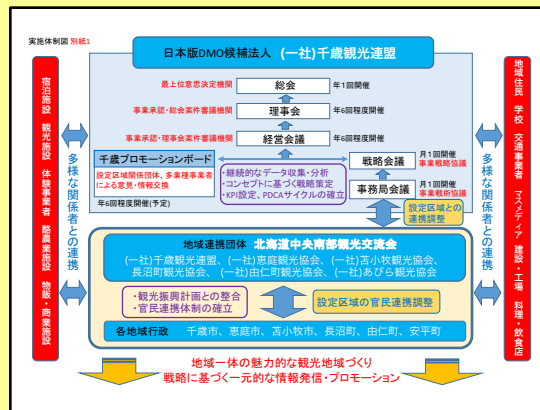 実施体制図 別紙1
日本版DMO候補法人 (一社)千歳観光連盟
最上位意思決定機関
総会
年1回開催
事業承認・総会案件審議機関
理事会
年6回程度開催
事業承認・理事会案件審議機関
経営会議
年6回程度開催
千歳プロモーションボード
設定区域関係団体、多業種事業者
による意見・情報交換
年6回程度開催(予定)
・継続的なデータ収集・分析
・コンセプトに基づく戦略策定
・KPI設定、PDCAサイクルの確立
戦略会議
月1回開催
事業戦略協議
事務局会議
月1回開催
事業戦術協議
設定区域との
連携調整
地域連携団体 北海道中央南部観光交流会
(一社)千歳観光連盟、(一社)恵庭観光協会、(一社)苫小牧観光協会、
長沼町観光協会、 (一社)由仁町観光協会、(一社)あびら観光協会
・観光振興計画との整合
・官民連携体制の確立
設定区域の官民連携調整
各地域行政 千歳市、恵庭市、苫小牧市、長沼町、由仁町、安平町
地域一体の魅力的な観光地域づくり
戦略に基づく一元的な情報発信・プロモーション
宿泊施設 観光施設 体験事業者 酪農業施設 物販・商業施設
多様な関係者との連携
多様な関係者との連携
地域住民 学校 交通事業者 マスメディア 建設・工場 料理・飲食店